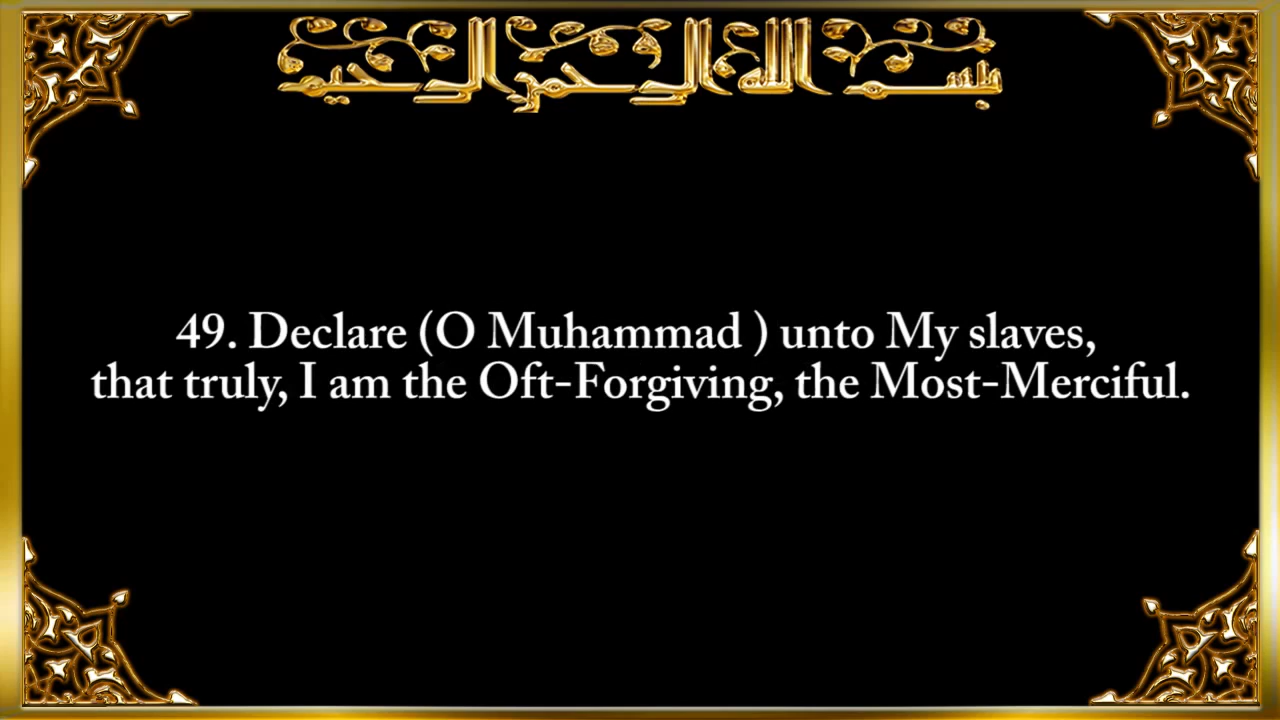 بسم الله الرحمن الرحيم
49. Declare (O Muhammad ) unto My slaves,
that truly, I am the Oft-Forgiving, the Most-Merciful.